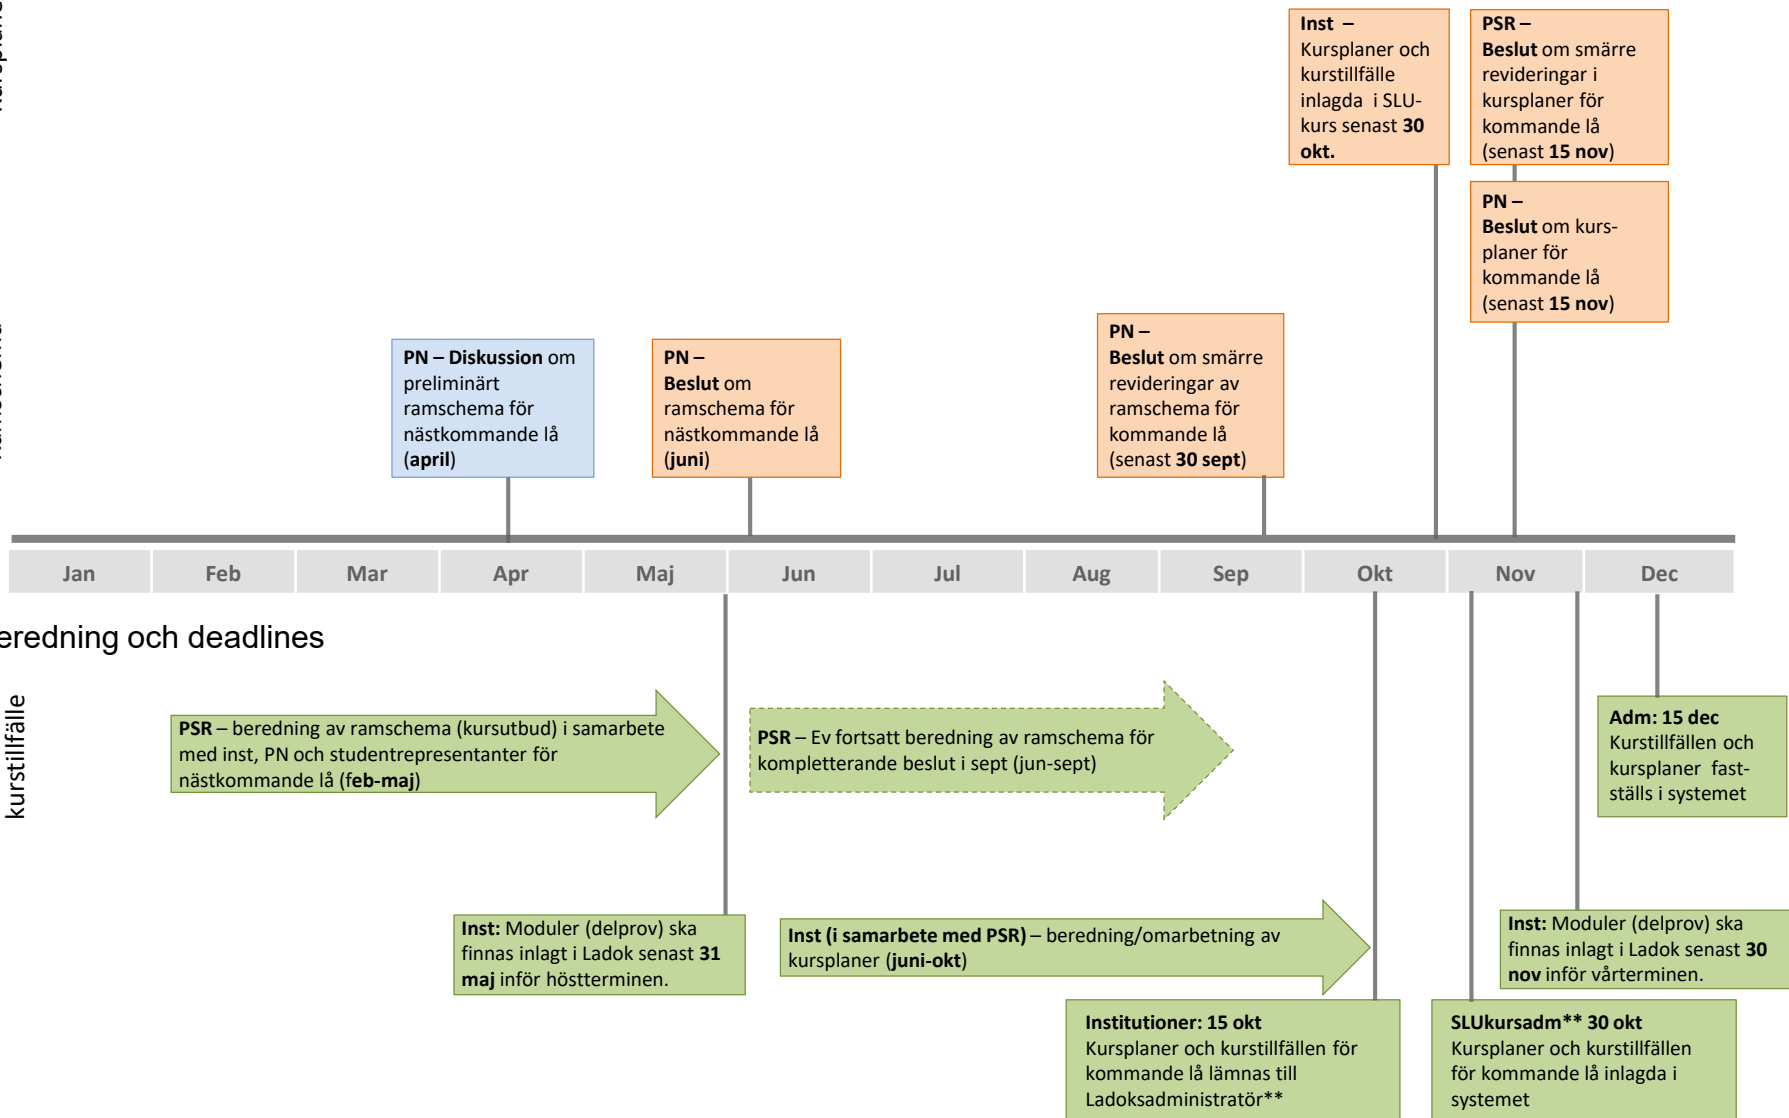 Inst –
Kursplaner och
kurstillfälle
inlagda i SLU-
kurs senast 30
okt.
PSR –
Beslut om smärre
revideringar i
kursplaner för
kommande lå
(senast 15 nov)
PN –
Beslut om kurs-
planer för
kommande lå
(senast 15 nov)
PN – Diskussion om
preliminärt
ramschema för
nästkommande lå
(april)
PN –
Beslut om
ramschema för
nästkommande lå
(juni)
PN –
Beslut om smärre
revideringar av
ramschema för
kommande lå
(senast 30 sept)
Jan Feb Mar Apr Maj Jun Jul Aug Sep Okt Nov Dec
eredning och deadlines
kurstillfälle
PSR – beredning av ramschema (kursutbud) i samarbete
med inst, PN och studentrepresentanter för
nästkommande lå (feb-maj)
PSR – Ev fortsatt beredning av ramschema för
kompletterande beslut i sept (jun-sept)
Adm: 15 dec
Kurstillfällen och
kursplaner fast-
ställs i systemet
Inst: Moduler (delprov) ska
finnas inlagt i Ladok senast 31
maj inför höstterminen.
Inst (i samarbete med PSR) – beredning/omarbetning av
kursplaner (juni-okt)
Inst: Moduler (delprov) ska
finnas inlagt i Ladok senast 30
nov inför vårterminen.
Institutioner: 15 okt
Kursplaner och kurstillfällen för
kommande lå lämnas till
Ladoksadministratör**
SLUkursadm** 30 okt
Kursplaner och kurstillfällen
för kommande lå inlagda i
systemet